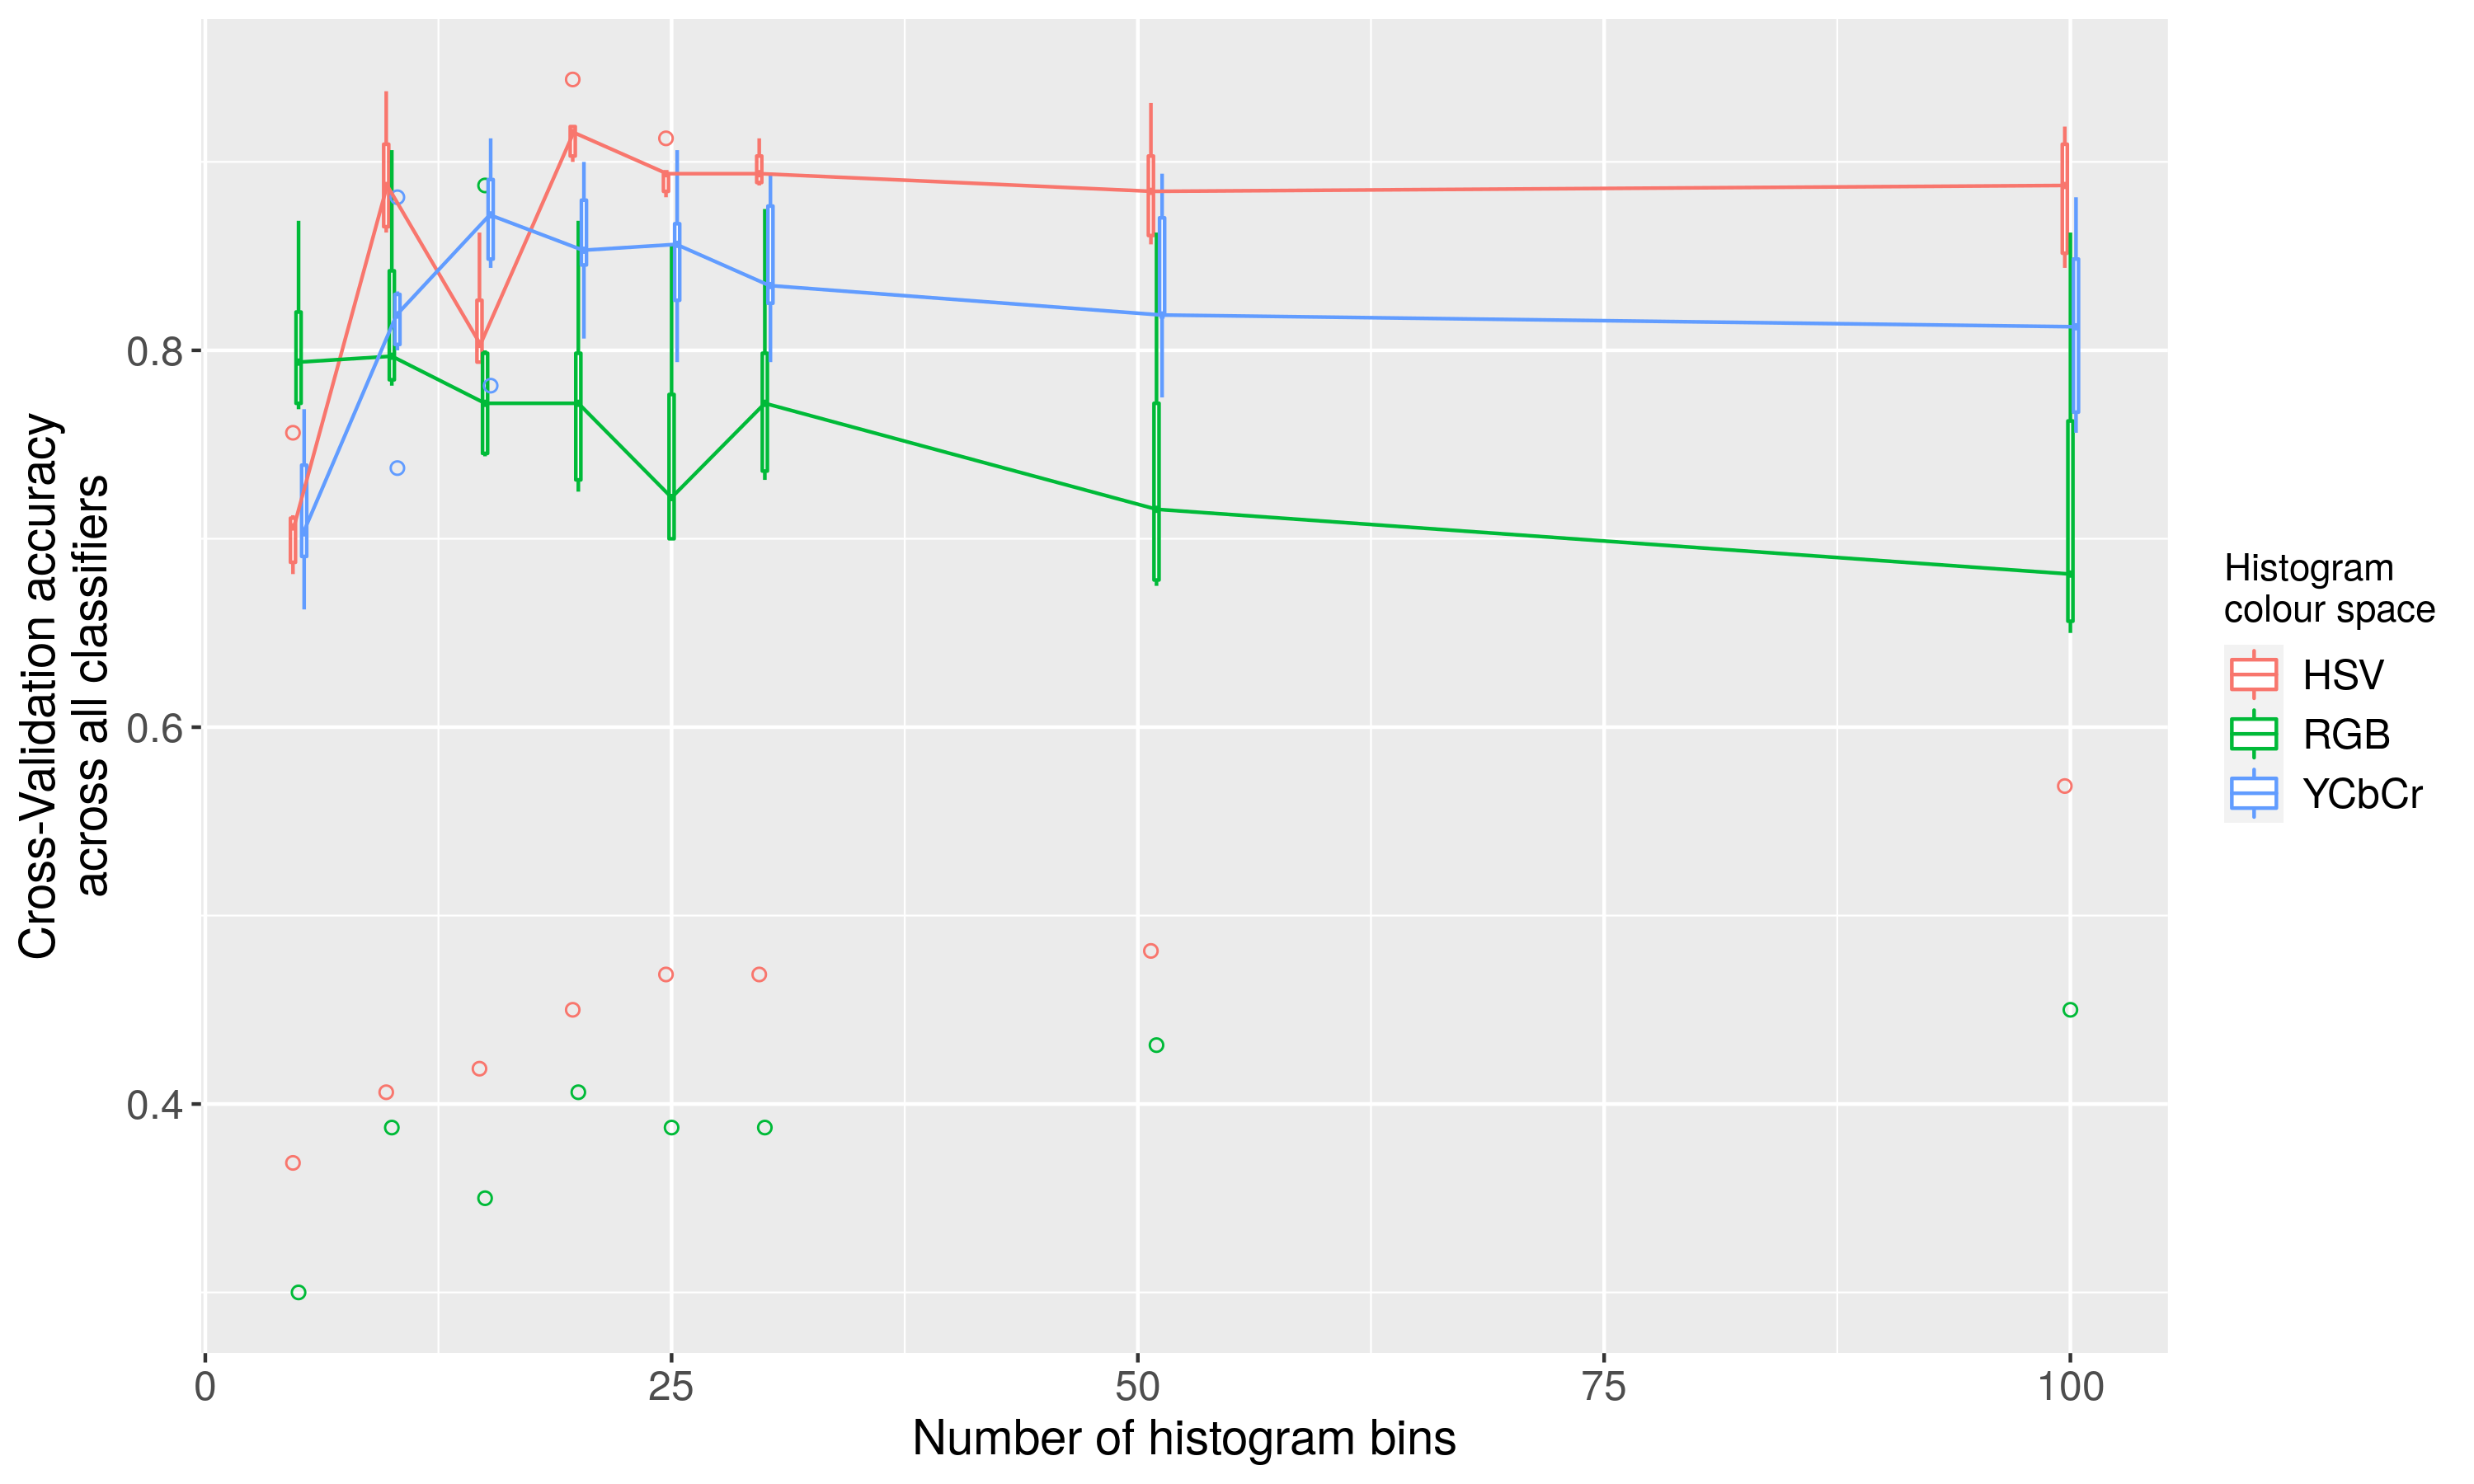 Cross-Validation accuracy
across all classifiers
0.8
0.6
0.4
0
25
50
75
100
Number of histogram bins
Histogram
colour space
HSV
RGB
YCbCr